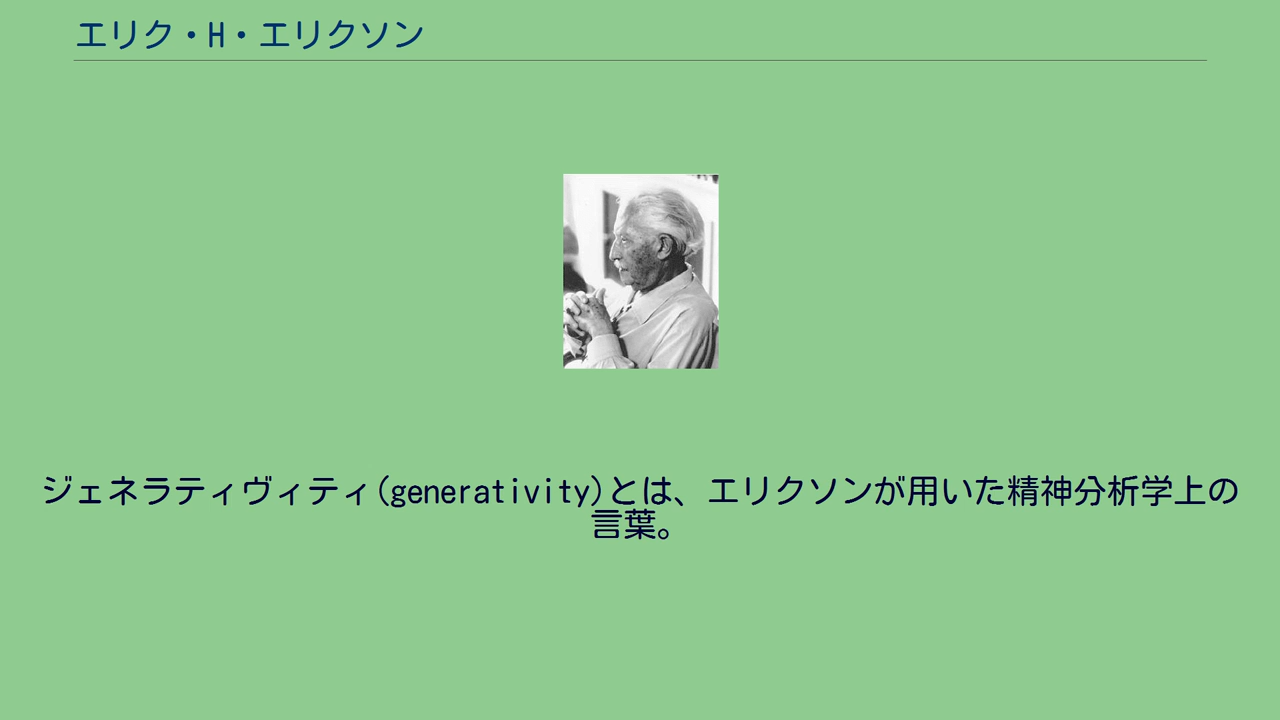 エリク・H・エリクソン
ジェネラティヴィティ(generativity)とは、エリクソンが用いた精神分析学上の
言葉。